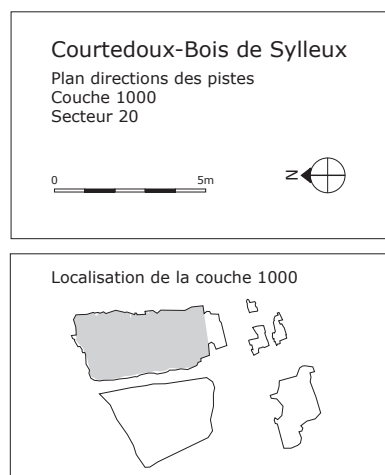 Courtedoux-Bois de Sylleux
Plan directions des pistes
Couche 1000
Secteur 20
0 5m
N
Localisation de la couche 1000